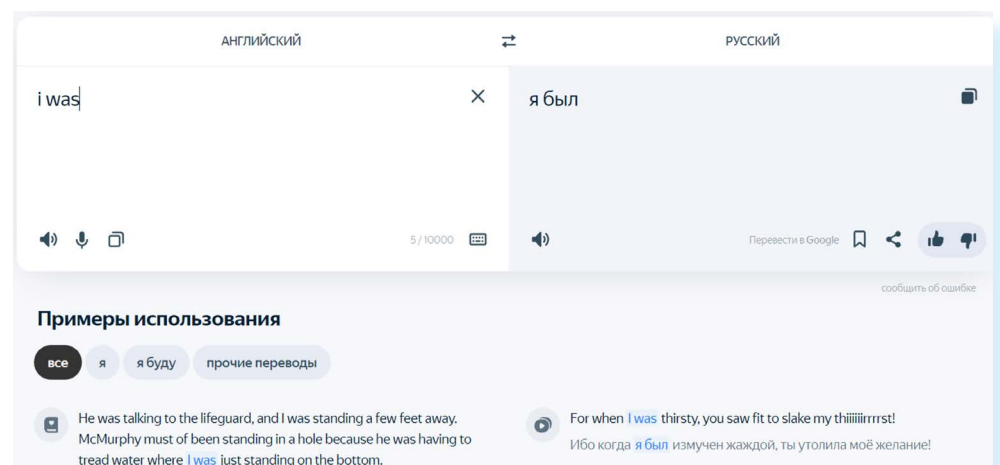 АНГЛИЙСКИЙ
РУССКИЙ
i was
я был
5 / 10000
Перевести в Google
сообщить об ошибке
Примеры использования
все
я
я буду
прочие переводы
He was talking to the lifeguard, and I was standing a few feet away.
McMurphy must of been standing in a hole because he was having to
tread water where I was just standing on the bottom.
For when I was thirsty, you saw fit to slake my thiiiiiirrrrst!
Ибо когда я был измучен жаждой, ты утолила моё желание!